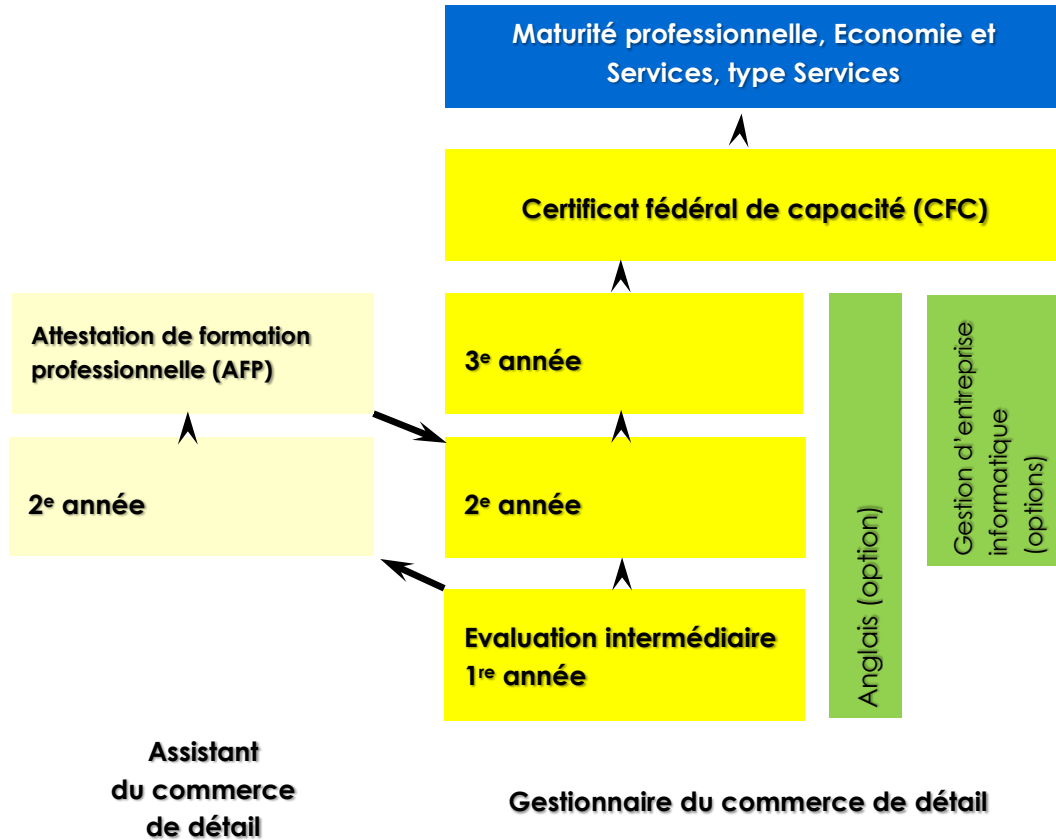 Maturité professionnelle, Economie et
Services, type Services
Certificat fédéral de capacité (CFC)
Attestation de formation
professionnelle (AFP)
3e année
2e année
2e année
Evaluation intermédiaire
1re année
Anglais (option)
Gestion d'entreprise
informatique
(options)
Assistant
du commerce
de détail
Gestionnaire du commerce de détail